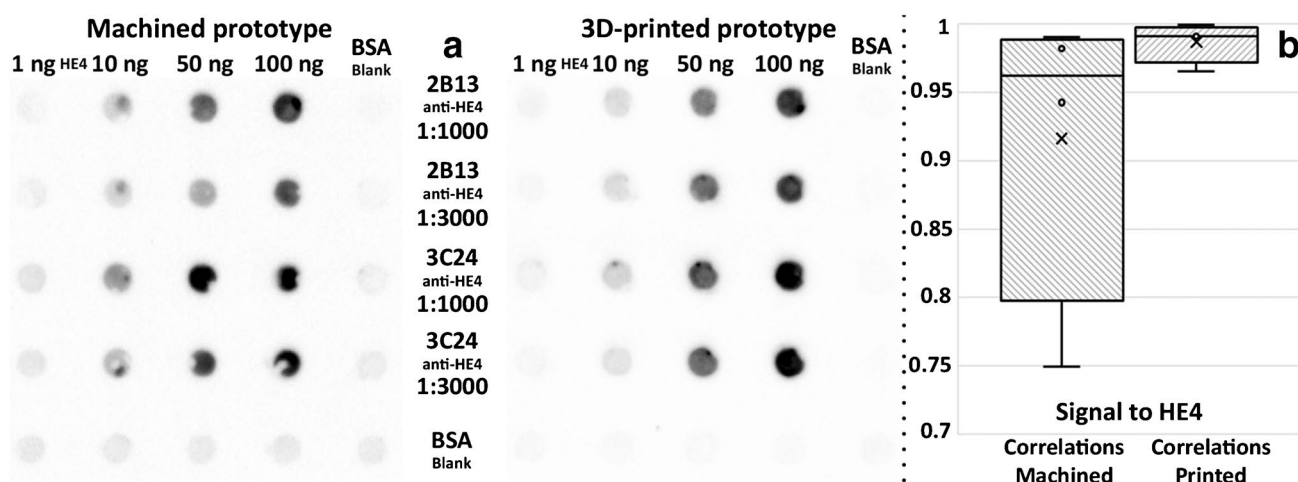 Machined prototype
a
1 ng HE4 10 ng 50 ng 100 ng
BSA
Blank
2B13
anti-HE4
1:1000
2B13
anti-HE4
1:3000
3C24
anti-HE4
1:1000
3C24
anti-HE4
1:3000
BSA
Blank
3D-printed prototype
1 ng HE4 10 ng 50 ng 100 ng
BSA
Blank
b
1
0.95
0.9
0.85
0.8
0.75
0.7
Signal to HE4
Correlations
Machined
Correlations
Printed